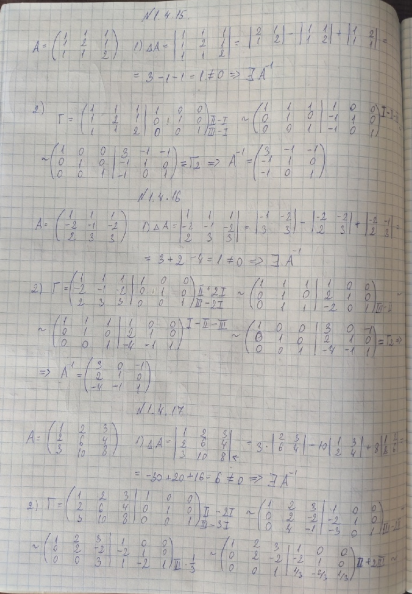 №1.4.15
A = (1 1 1; 1 2 1; 1 1 2) 1) ΔA = |1 1 1; 1 2 1; 1 1 2| = |2 1; 1 2| - |1 1; 1 2| + |1 2; 1 1| =
= 3-1-1 = 1 ≠ 0 => ∃ A⁻¹
2) Г = (1 1 1 | 1 0 0; 1 2 1 | 0 1 0; 1 1 2 | 0 0 1) II-I III-I ~ (1 1 1 | 1 0 0; 0 1 0 | -1 1 0; 0 0 1 | -1 0 1) I-II-
~ (1 0 0 | 3 -1 -1; 0 1 0 | -1 1 0; 0 0 1 | -1 0 1) = Г₂ => A⁻¹ = (3 -1 -1; -1 1 0; -1 0 1)
№1.4.16
A = (1 1 1; -2 -1 -2; 2 3 3) 1) ΔA = |1 1 1; -2 -1 -2; 2 3 3| = |-1 -2; 3 3| - |-2 -2; 2 3| + |-2 -1; 2 3|
= 3+2-4 = 1 ≠ 0 => ∃ A⁻¹
2) Г = (1 1 1 | 1 0 0; -2 -1 -2 | 0 1 0; 2 3 3 | 0 0 1) II+2I III-2I ~ (1 1 1 | 1 0 0; 0 1 0 | 2 1 0; 0 1 1 | -2 0 1)
~ (1 1 1 | 1 0 0; 0 1 0 | 2 1 0; 0 0 1 | -4 -1 1) I-II-III ~ (1 0 0 | 3 0 -1; 0 1 0 | 2 1 0; 0 0 1 | -4 -1 1) =
=> A⁻¹ = (3 0 -1; 2 1 0; -4 -1 1)
№1.4.17
A = (1 2 3; 2 6 4; 3 10 8) 1) ΔA = |1 2 3; 2 6 4; 3 10 8| = 3·|2 3; 6 4| - 10|1 3; 2 4| + 8|1 2; 2 6|
= -30+20+16 = 6 ≠ 0 => ∃ A⁻¹
2) Г = (1 2 3 | 1 0 0; 2 6 4 | 0 1 0; 3 10 8 | 0 0 1) II-2I III-3I ~ (1 2 3 | 1 0 0; 0 2 -2 | -2 1 0; 0 4 -1 | -3 0 1)
~ (1 2 3 | 1 0 0; 0 2 -2 | -2 1 0; 0 0 3 | 1 -2 1) III·1/3 ~ (1 2 3 | 1 0 0; 0 2 -2 | -2 1 0; 0 0 1 | 1/3 -2/3 1/3) II+2III ~